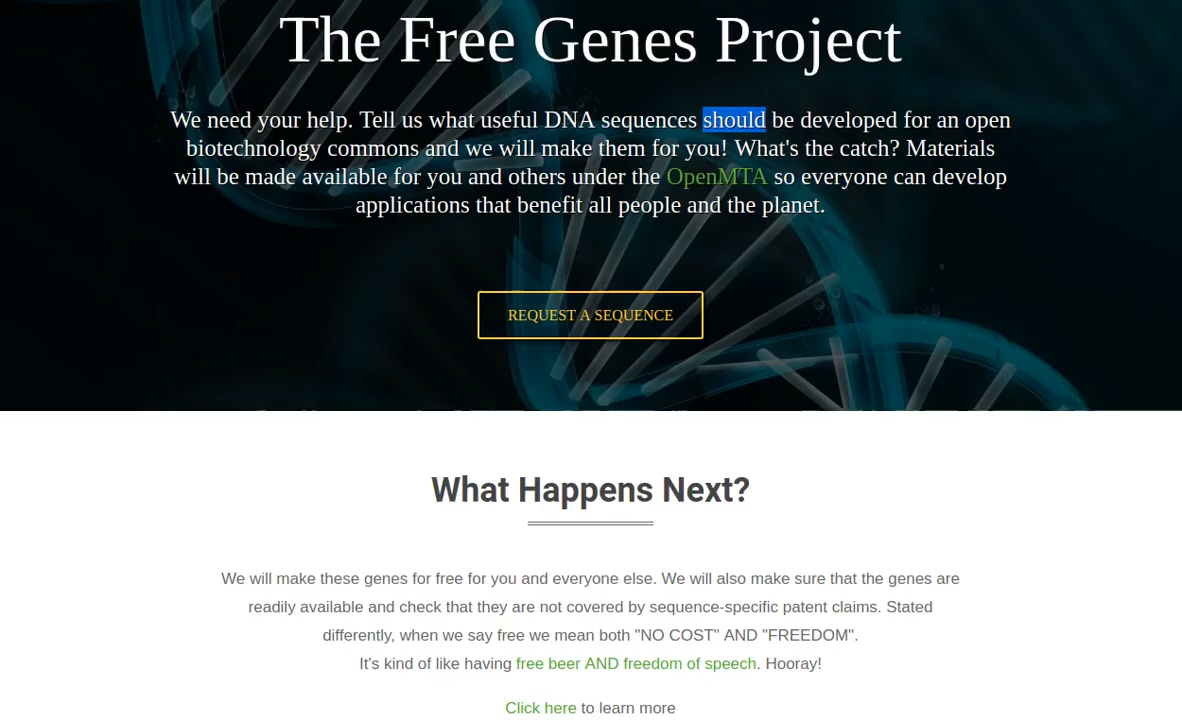 The Free Genes Project
We need your help. Tell us what useful DNA sequences should be developed for an open
biotechnology commons and we will make them for you! What's the catch? Materials
will be made available for you and others under the OpenMTA so everyone can develop
applications that benefit all people and the planet.
REQUEST A SEQUENCE
What Happens Next?
We will make these genes for free for you and everyone else. We will also make sure that the genes are
readily available and check that they are not covered by sequence-specific patent claims. Stated
differently, when we say free we mean both "NO COST" AND "FREEDOM".
It's kind of like having free beer AND freedom of speech. Hooray!
Click here to learn more